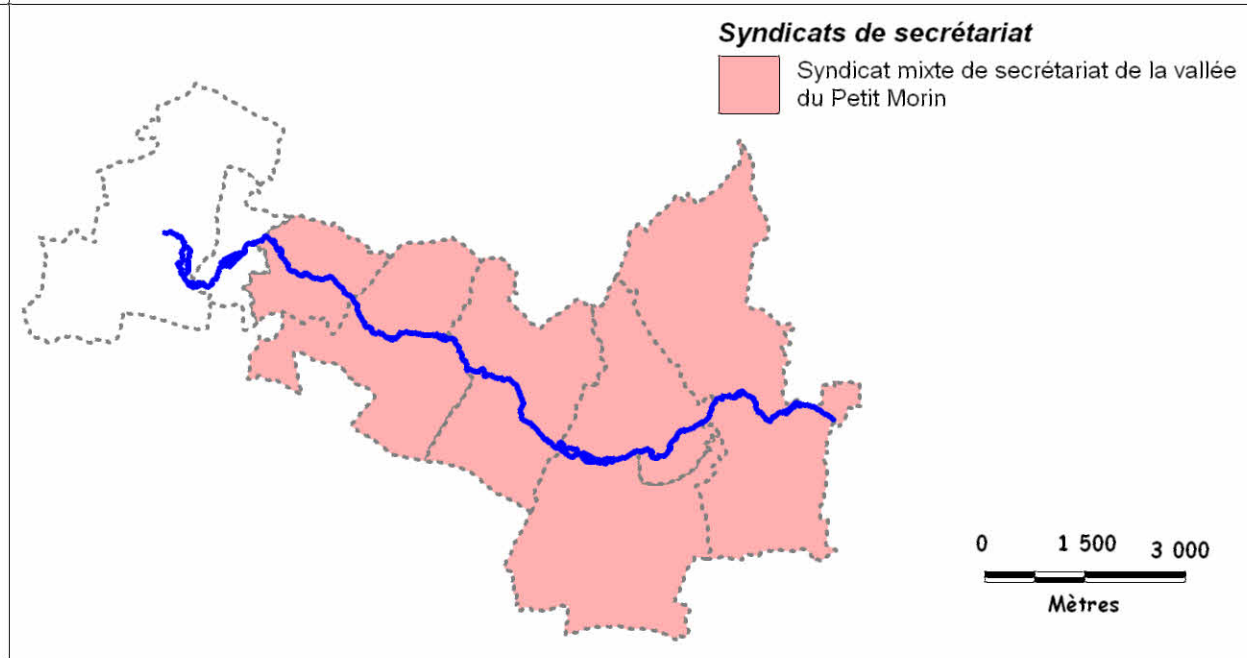 Syndicats de secrétariat
Syndicat mixte de secrétariat de la vallée
du Petit Morin
0 1 500 3 000
Mètres